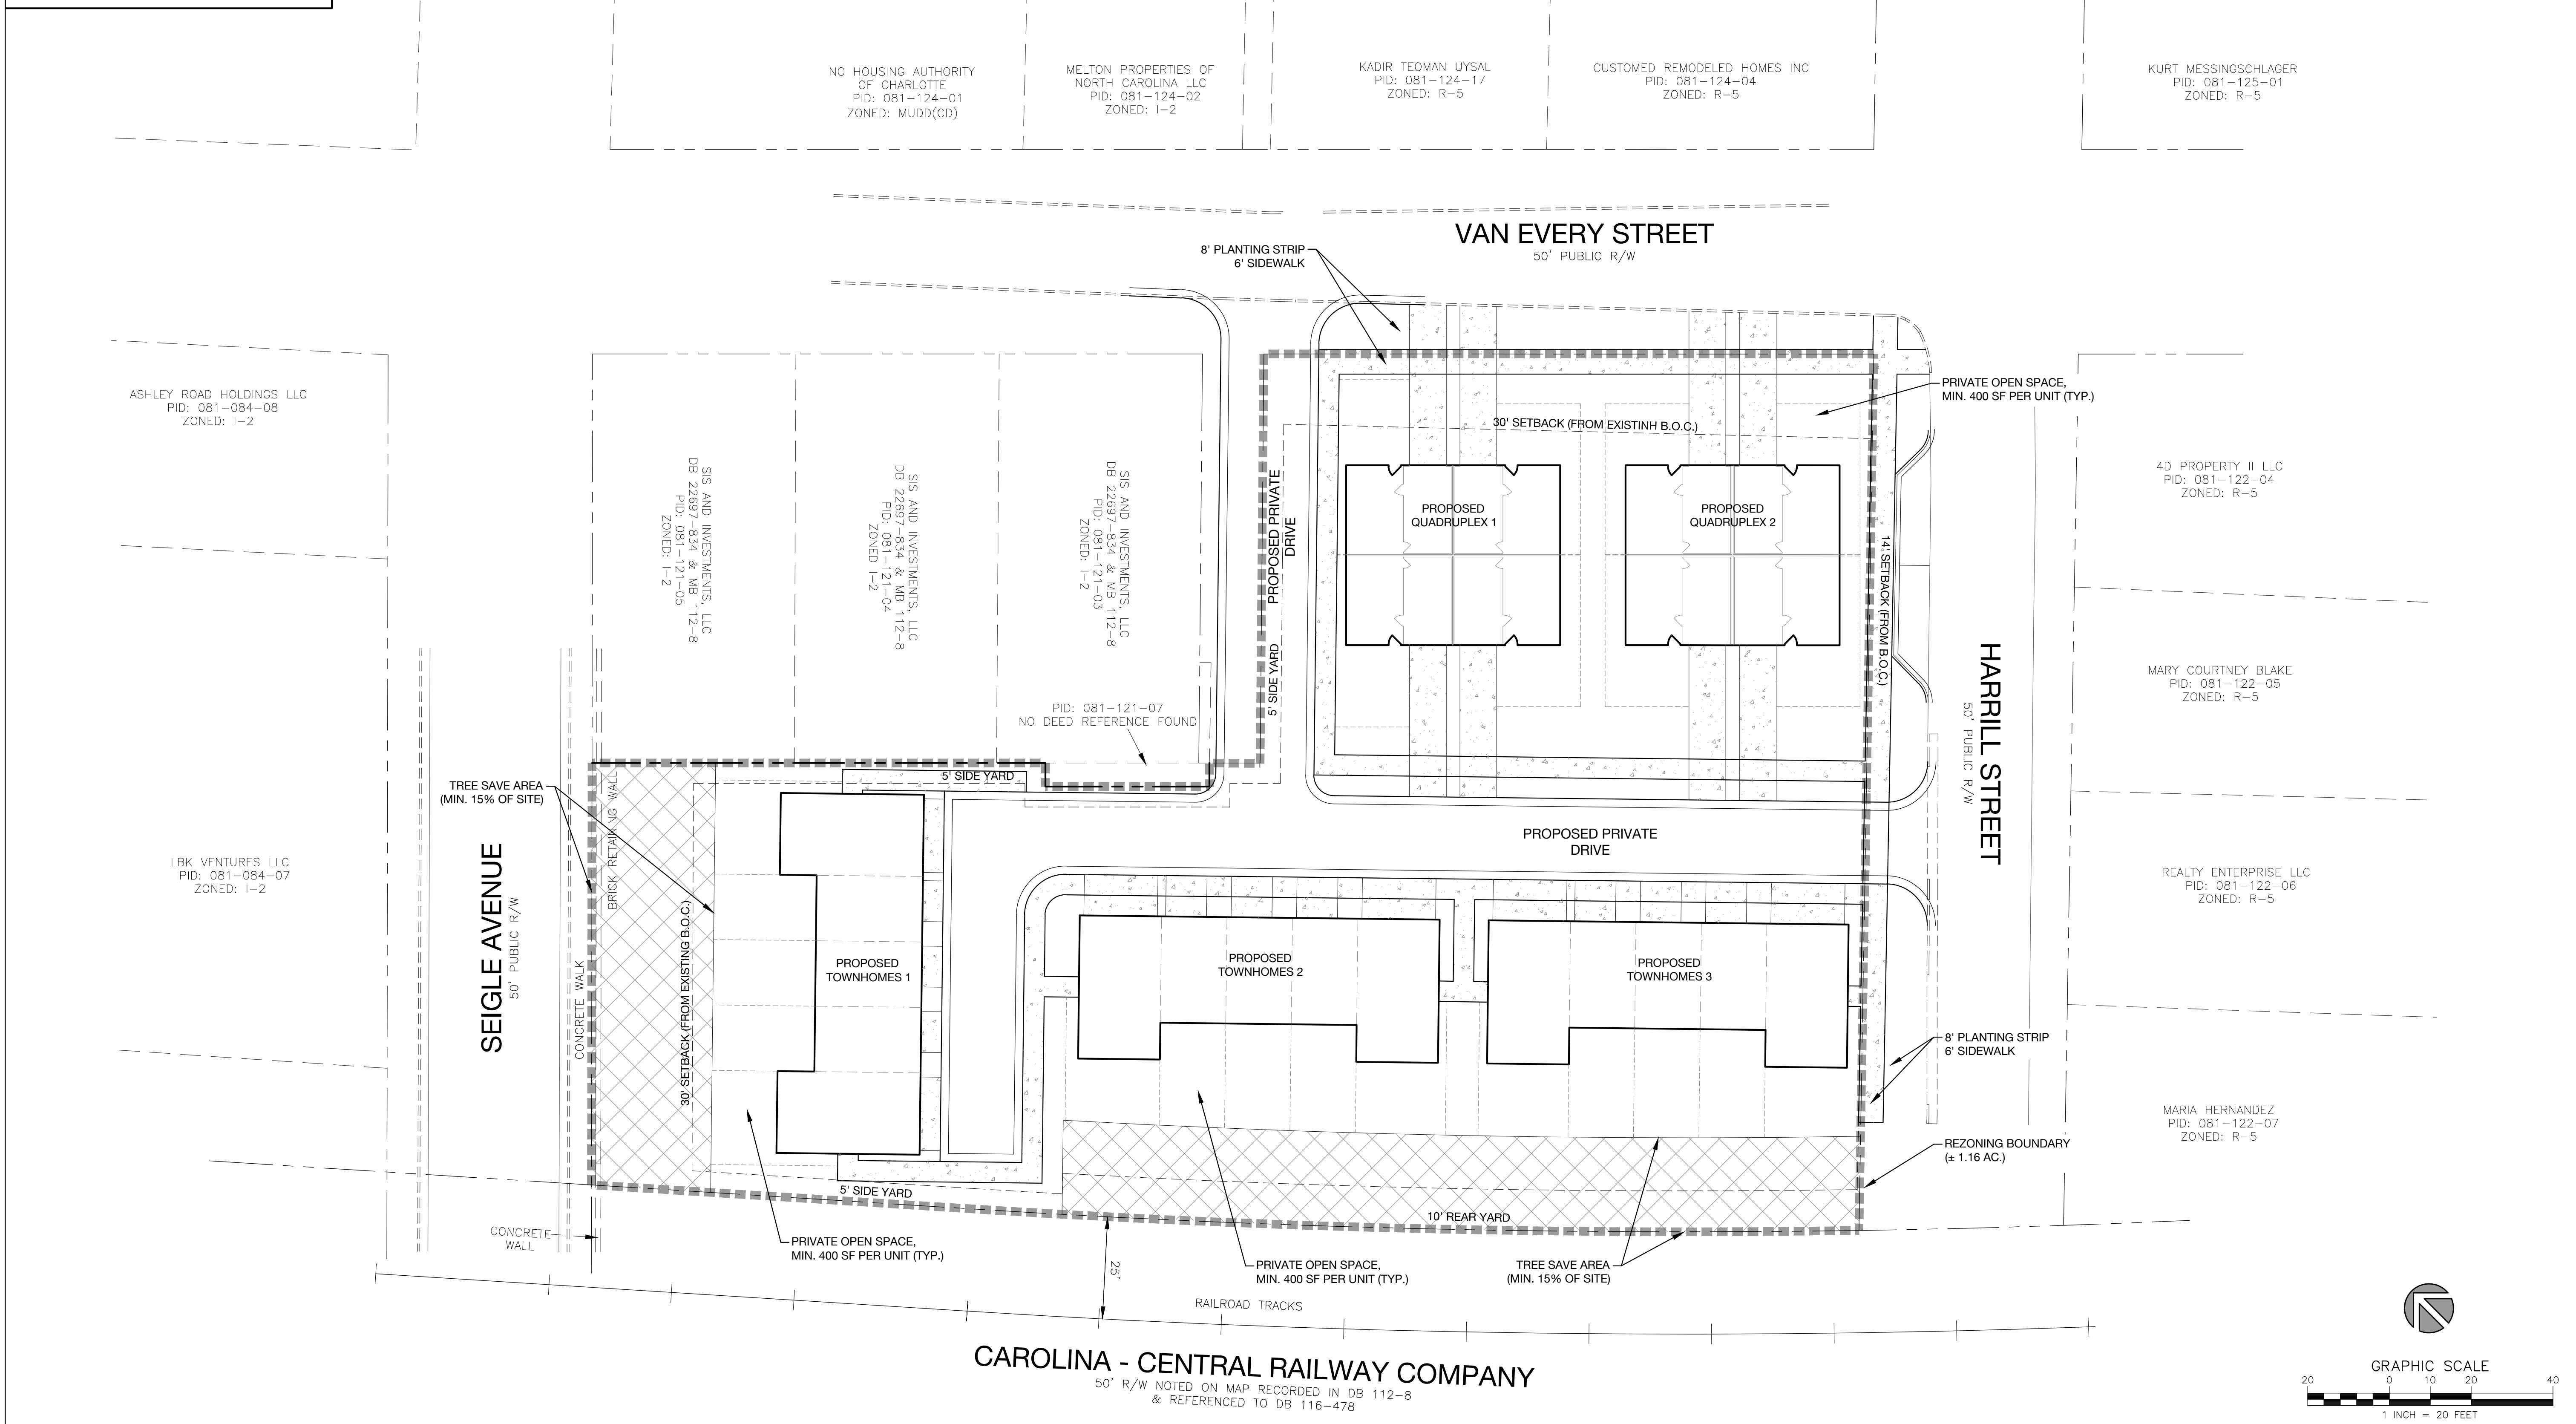 NC HOUSING AUTHORITY
OF CHARLOTTE
PID: 081-124-01
ZONED: MUDD(CD)
MELTON PROPERTIES OF
NORTH CAROLINA LLC
PID: 081-124-02
ZONED: I-2
KADIR TEOMAN UYSAL
PID: 081-124-17
ZONED: R-5
CUSTOMED REMODELED HOMES INC
PID: 081-124-04
ZONED: R-5
KURT MESSINGSCHLAGER
PID: 081-125-01
ZONED: R-5
VAN EVERY STREET
50' PUBLIC R/W
8' PLANTING STRIP
6' SIDEWALK
ASHLEY ROAD HOLDINGS LLC
PID: 081-084-08
ZONED: I-2
PRIVATE OPEN SPACE,
MIN. 400 SF PER UNIT (TYP.)
30' SETBACK (FROM EXISTINH B.O.C.)
SIS AND INVESTMENTS, LLC
DB 22697-834 & MB 112-8
PID: 081-121-05
ZONED: I-2
SIS AND INVESTMENTS, LLC
DB 22697-834 & MB 112-8
PID: 081-121-04
ZONED I-2
SIS AND INVESTMENTS, LLC
DB 22697-834 & MB 112-8
PID: 081-121-03
ZONED: I-2
PROPOSED PRIVATE
DRIVE
5' SIDE YARD
PROPOSED
QUADRUPLEX 1
PROPOSED
QUADRUPLEX 2
14' SETBACK (FROM B.O.C.)
4D PROPERTY II LLC
PID: 081-122-04
ZONED: R-5
HARRILL STREET
50' PUBLIC R/W
MARY COURTNEY BLAKE
PID: 081-122-05
ZONED: R-5
PID: 081-121-07
NO DEED REFERENCE FOUND
TREE SAVE AREA
(MIN. 15% OF SITE)
BRICK RETAINING WALL
5' SIDE YARD
PROPOSED PRIVATE
DRIVE
LBK VENTURES LLC
PID: 081-084-07
ZONED: I-2
SEIGLE AVENUE
50' PUBLIC R/W
CONCRETE WALK
30' SETBACK (FROM EXISTING B.O.C.)
PROPOSED
TOWNHOMES 1
PROPOSED
TOWNHOMES 2
PROPOSED
TOWNHOMES 3
REALTY ENTERPRISE LLC
PID: 081-122-06
ZONED: R-5
8' PLANTING STRIP
6' SIDEWALK
MARIA HERNANDEZ
PID: 081-122-07
ZONED: R-5
REZONING BOUNDARY
(± 1.16 AC.)
5' SIDE YARD
10' REAR YARD
CONCRETE
WALL
PRIVATE OPEN SPACE,
MIN. 400 SF PER UNIT (TYP.)
25'
PRIVATE OPEN SPACE,
MIN. 400 SF PER UNIT (TYP.)
TREE SAVE AREA
(MIN. 15% OF SITE)
RAILROAD TRACKS
CAROLINA - CENTRAL RAILWAY COMPANY
50' R/W NOTED ON MAP RECORDED IN DB 112-8
& REFERENCED TO DB 116-478
GRAPHIC SCALE
20 0 10 20 40
1 INCH = 20 FEET